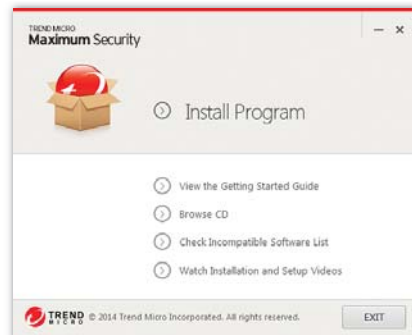 TREND MICRO
Maximum Security
Install Program
View the Getting Started Guide
Browse CD
Check Incompatible Software List
Watch Installation and Setup Videos
TREND MICRO © 2014 Trend Micro Incorporated. All rights reserved.
EXIT